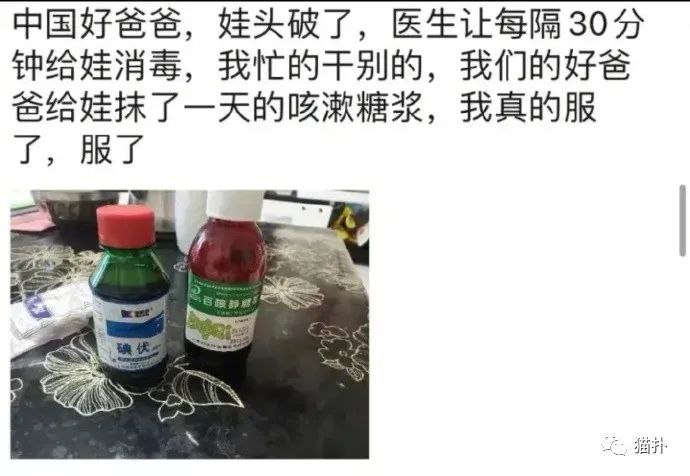 中国好爸爸，娃头破了，医生让每隔30分
钟给娃消毒，我忙的干别的，我们的好爸
爸给娃抹了一天的咳漱糖浆，我真的服
了，服了
百咳静糖浆
碘伏
猫扑